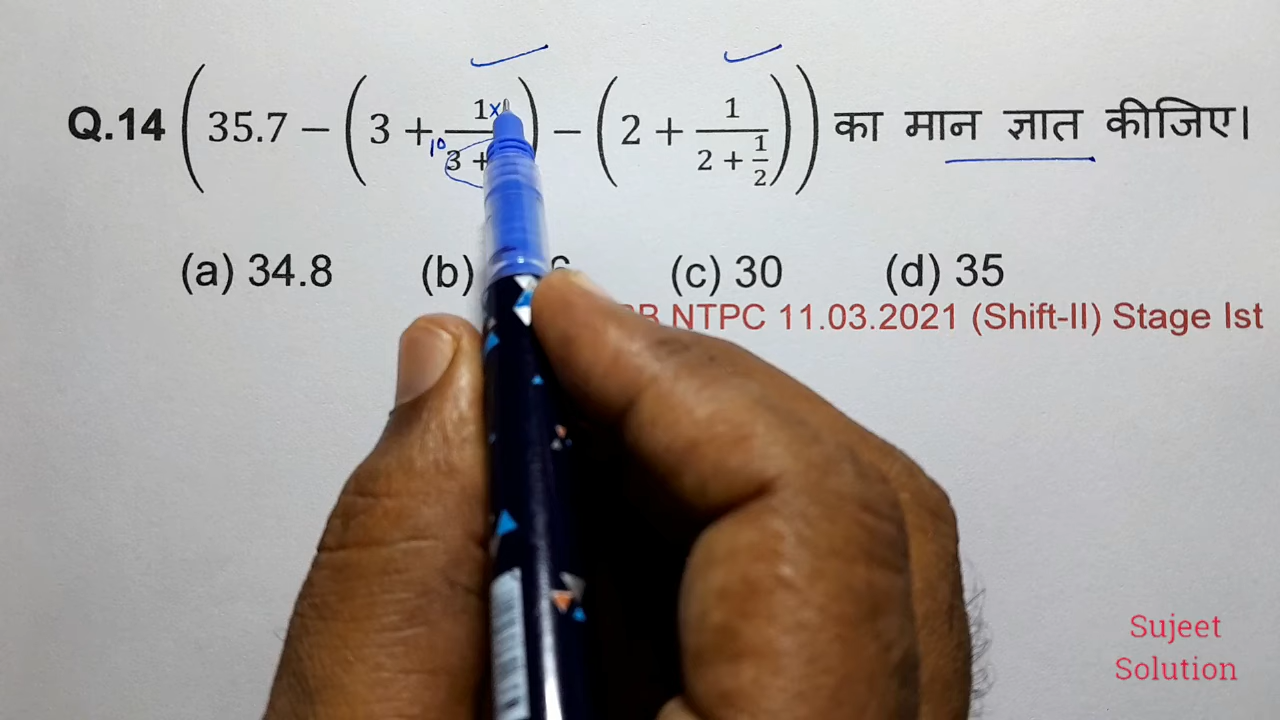 Q.14 (35.7 − (3 + 1×/3 +) − (2 + 1/(2 + 1/2))) का मान ज्ञात कीजिए।
10
(a) 34.8 (b) (c) 30 (d) 35
NTPC 11.03.2021 (Shift-II) Stage Ist
Sujeet
Solution